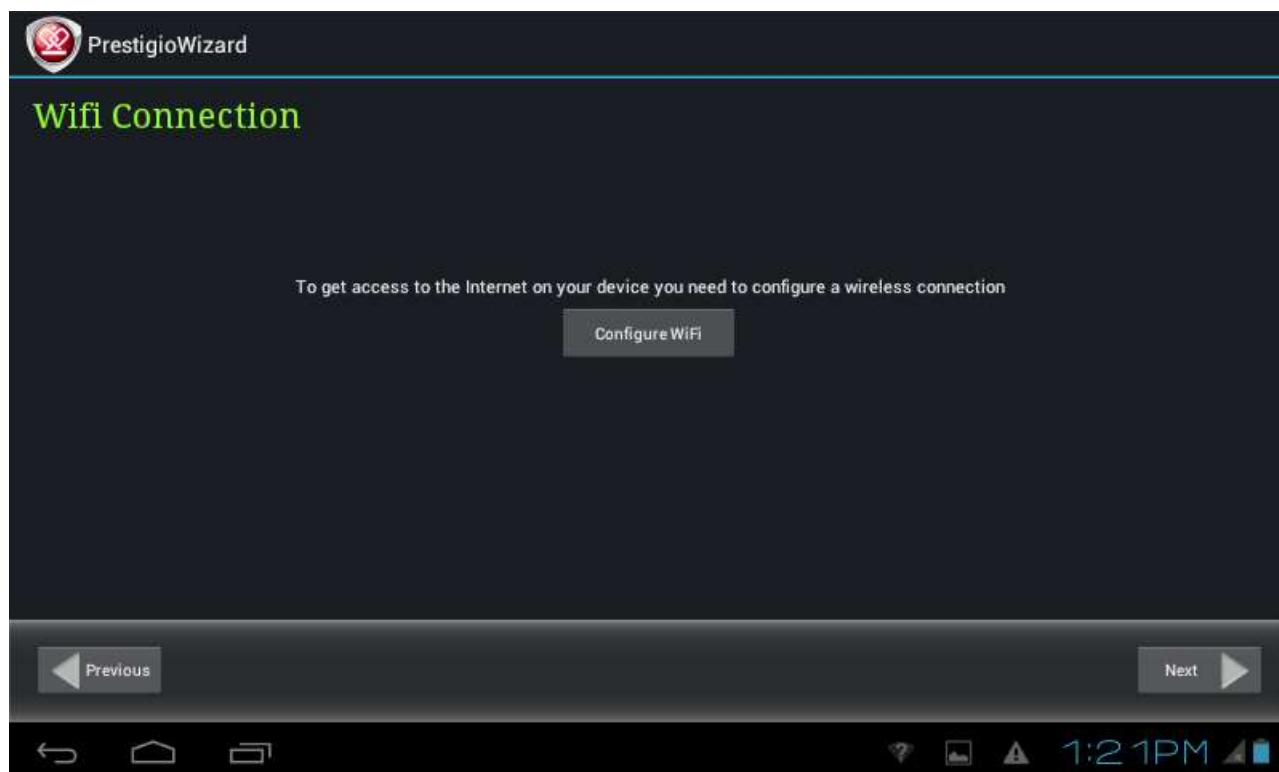 PrestigioWizard
Wifi Connection
To get access to the Internet on your device you need to configure a wireless connection
Configure WiFi
Previous
Next
1:21PM